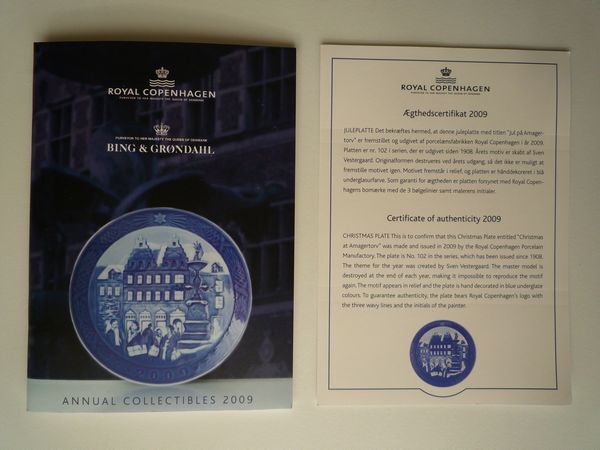 ROYAL COPENHAGEN
PURVEYOR TO HER MAJESTY THE QUEEN OF DENMARK
PURVEYOR TO HER MAJESTY THE QUEEN OF DENMARK
BING & GRØNDAHL
2009
ANNUAL COLLECTIBLES 2009
ROYAL COPENHAGEN
PURVEYOR TO HER MAJESTY THE QUEEN OF DENMARK
Ægthedscertifikat 2009
JULEPLATTE Det bekræftes hermed, at denne juleplatte med titlen "Jul på Amager-
torv" er fremstillet og udgivet af porcelænsfabrikken Royal Copenhagen i år 2009.
Platten er nr. 102 i serien, der er udgivet siden 1908. Årets motiv er skabt af Sven
Vestergaard. Originalformen destrueres ved årets udgang, så det ikke er muligt at
fremstille motivet igen. Motivet fremstår i relief, og platten er hånddekoreret i blå
underglasurfarve. Som garanti for ægtheden er platten forsynet med Royal Copen-
hagens bomærke med de 3 bølgelinier samt malerens initialer.
Certificate of authenticity 2009
CHRISTMAS PLATE This is to confirm that this Christmas Plate entitled "Christmas
at Amagertorv" was made and issued in 2009 by the Royal Copenhagen Porcelain
Manufactory. The plate is No. 102 in the series, which has been issued since 1908.
The theme for the year was created by Sven Vestergaard. The master model is
destroyed at the end of each year, making it impossible to reproduce the motif
again. The motif appears in relief and the plate is hand decorated in blue underglaze
colours. To guarantee authenticity, the plate bears Royal Copenhagen's logo with
the three wavy lines and the initials of the painter.